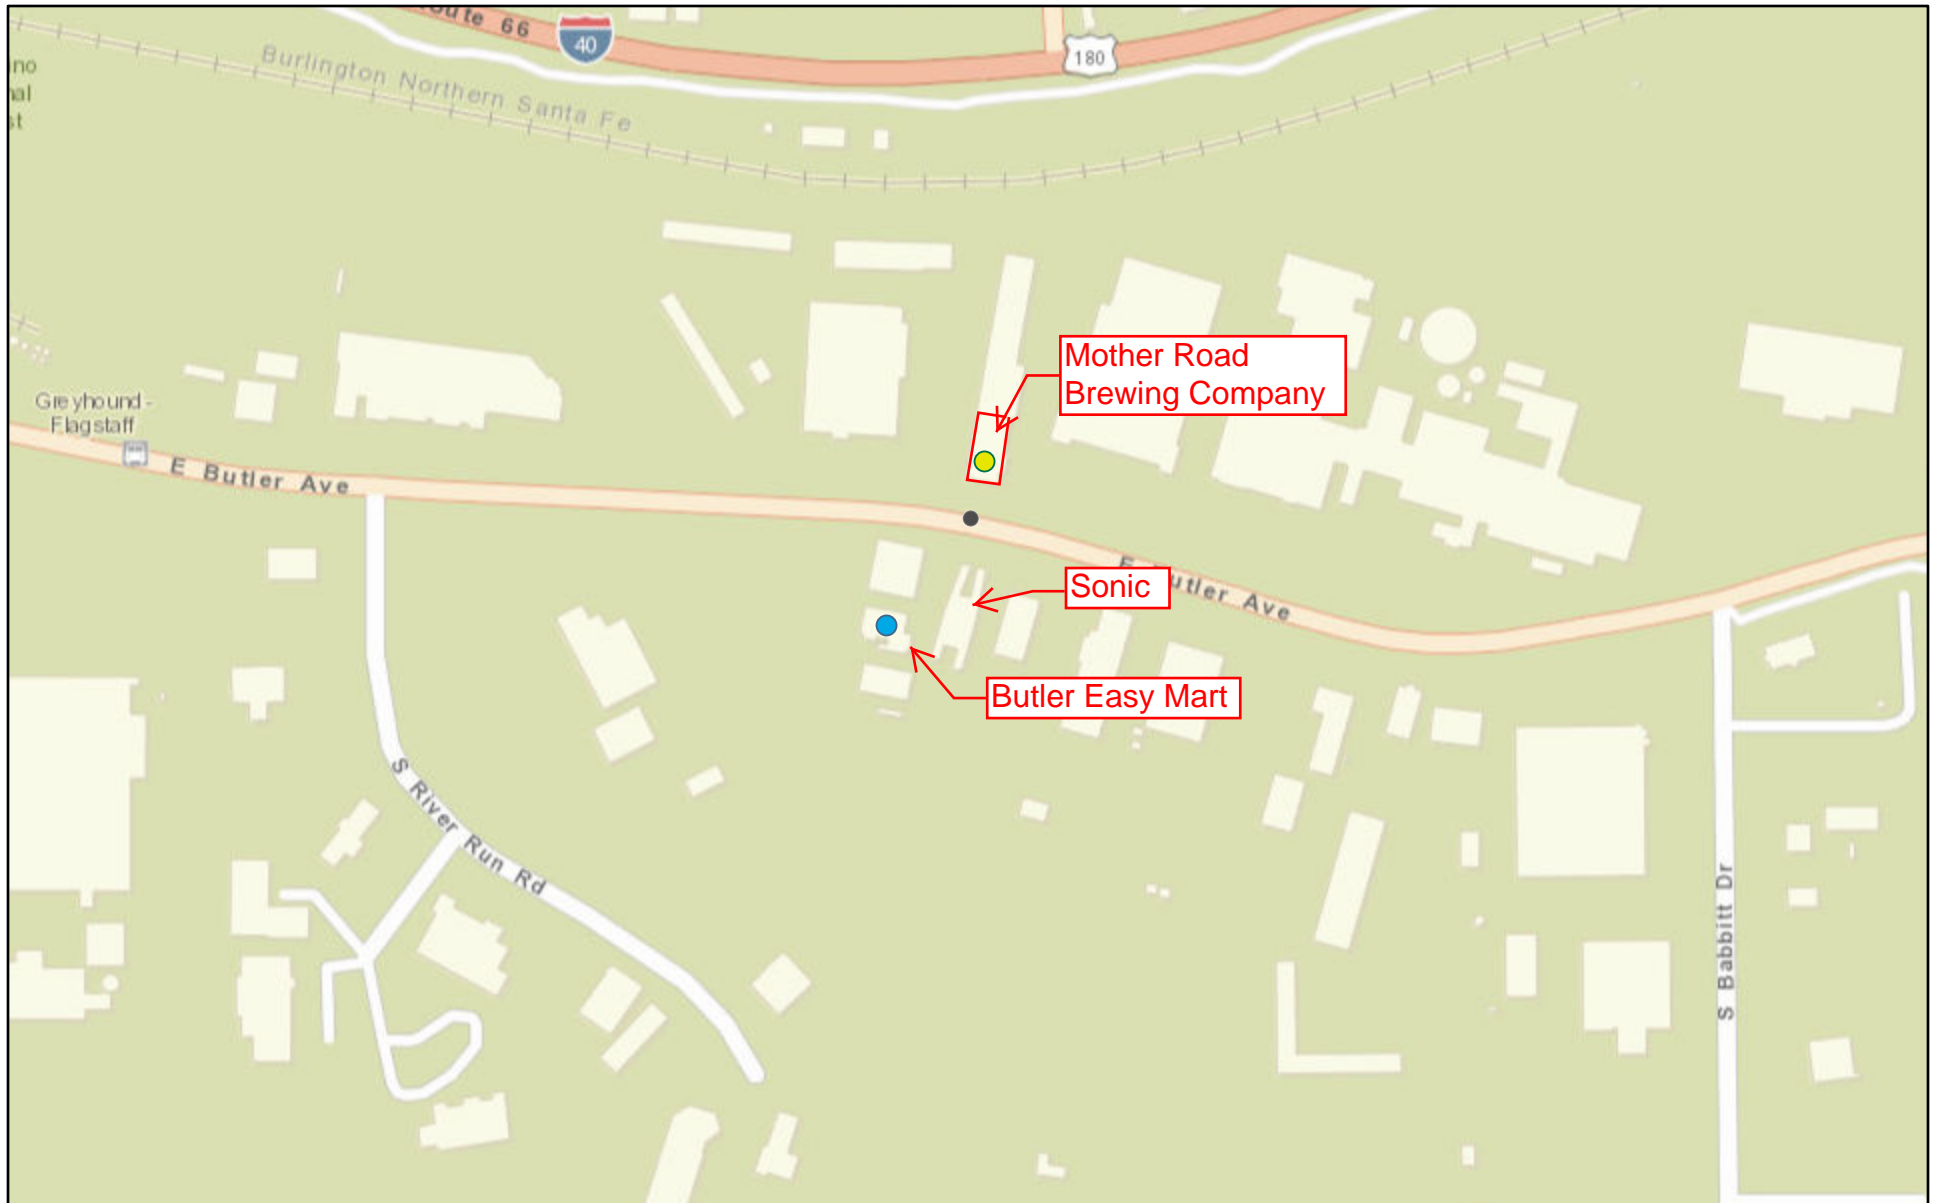 Route 66
40
180
Burlington Northern Santa Fe
Mother Road
Brewing Company
Greyhound -
Flagstaff
E Butler Ave
E Butler Ave
Sonic
Butler Easy Mart
S River Run Rd
S Babbitt Dr